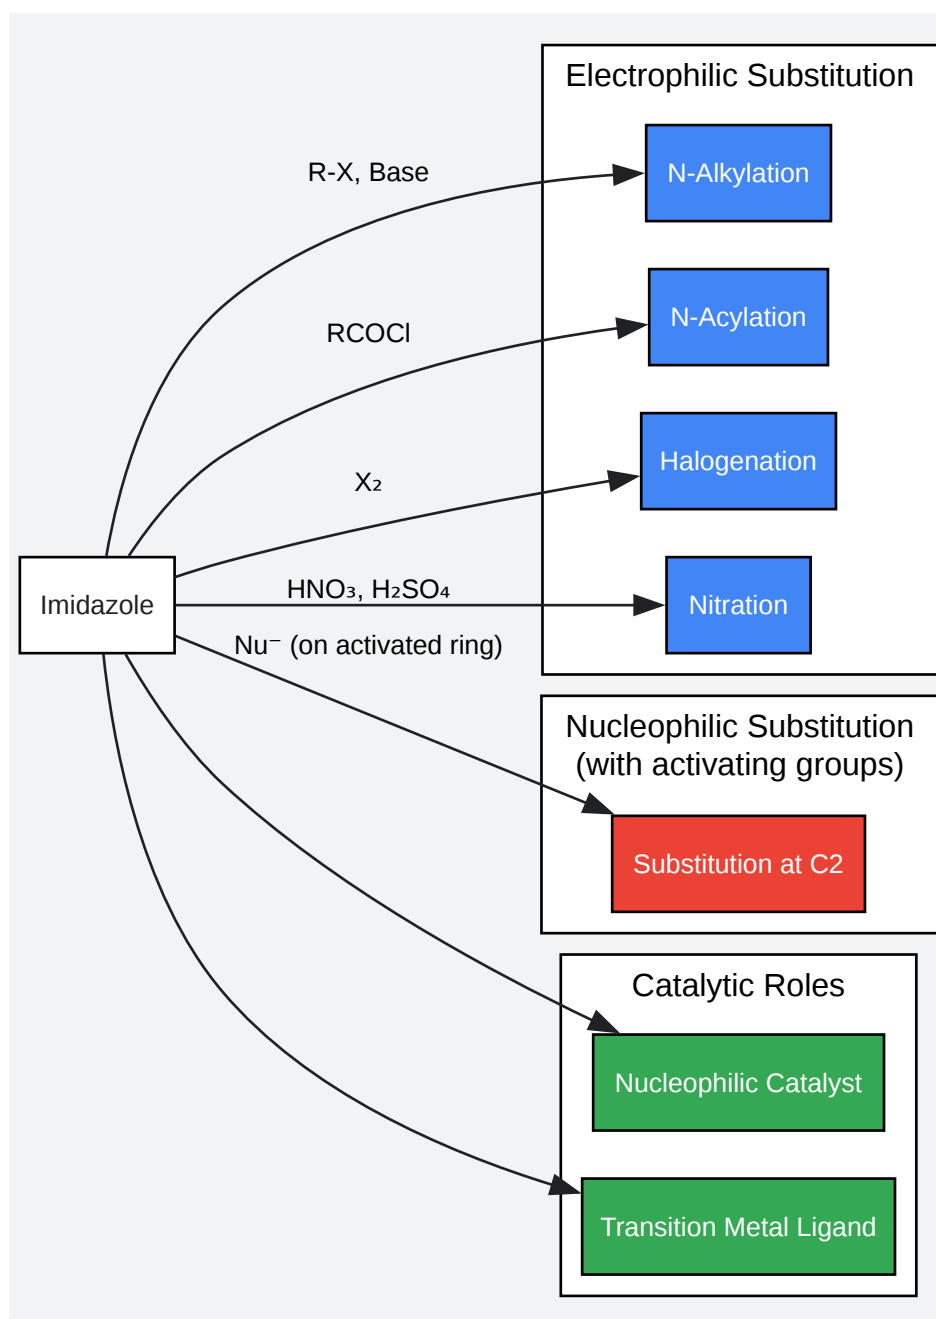 Electrophilic Substitution
R-X, Base
N-Alkylation
RCOCl
N-Acylation
X₂
Halogenation
Imidazole
HNO₃, H₂SO₄
Nitration
Nu⁻ (on activated ring)
Nucleophilic Substitution
(with activating groups)
Substitution at C2
Catalytic Roles
Nucleophilic Catalyst
Transition Metal Ligand